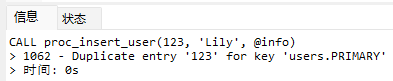 信息 状态
CALL proc_insert_user(123, 'Lily', @info)
> 1062 - Duplicate entry '123' for key 'users.PRIMARY'
> 时间: 0s